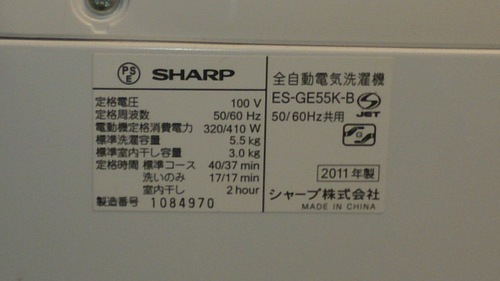 PS E SHARP
定格電圧 100 V
定格周波数 50/60 Hz
電動機定格消費電力 320/410 W
標準洗濯容量 5.5 kg
標準室内干し容量 3.0 kg
定格時間 標準コース 40/37 min
洗いのみ 17/17 min
室内干し 2 hour
製造番号 1084970
全自動電気洗濯機
ES-GE55K-B
JET
50/60Hz共用
G
2011年製
シャープ株式会社
MADE IN CHINA